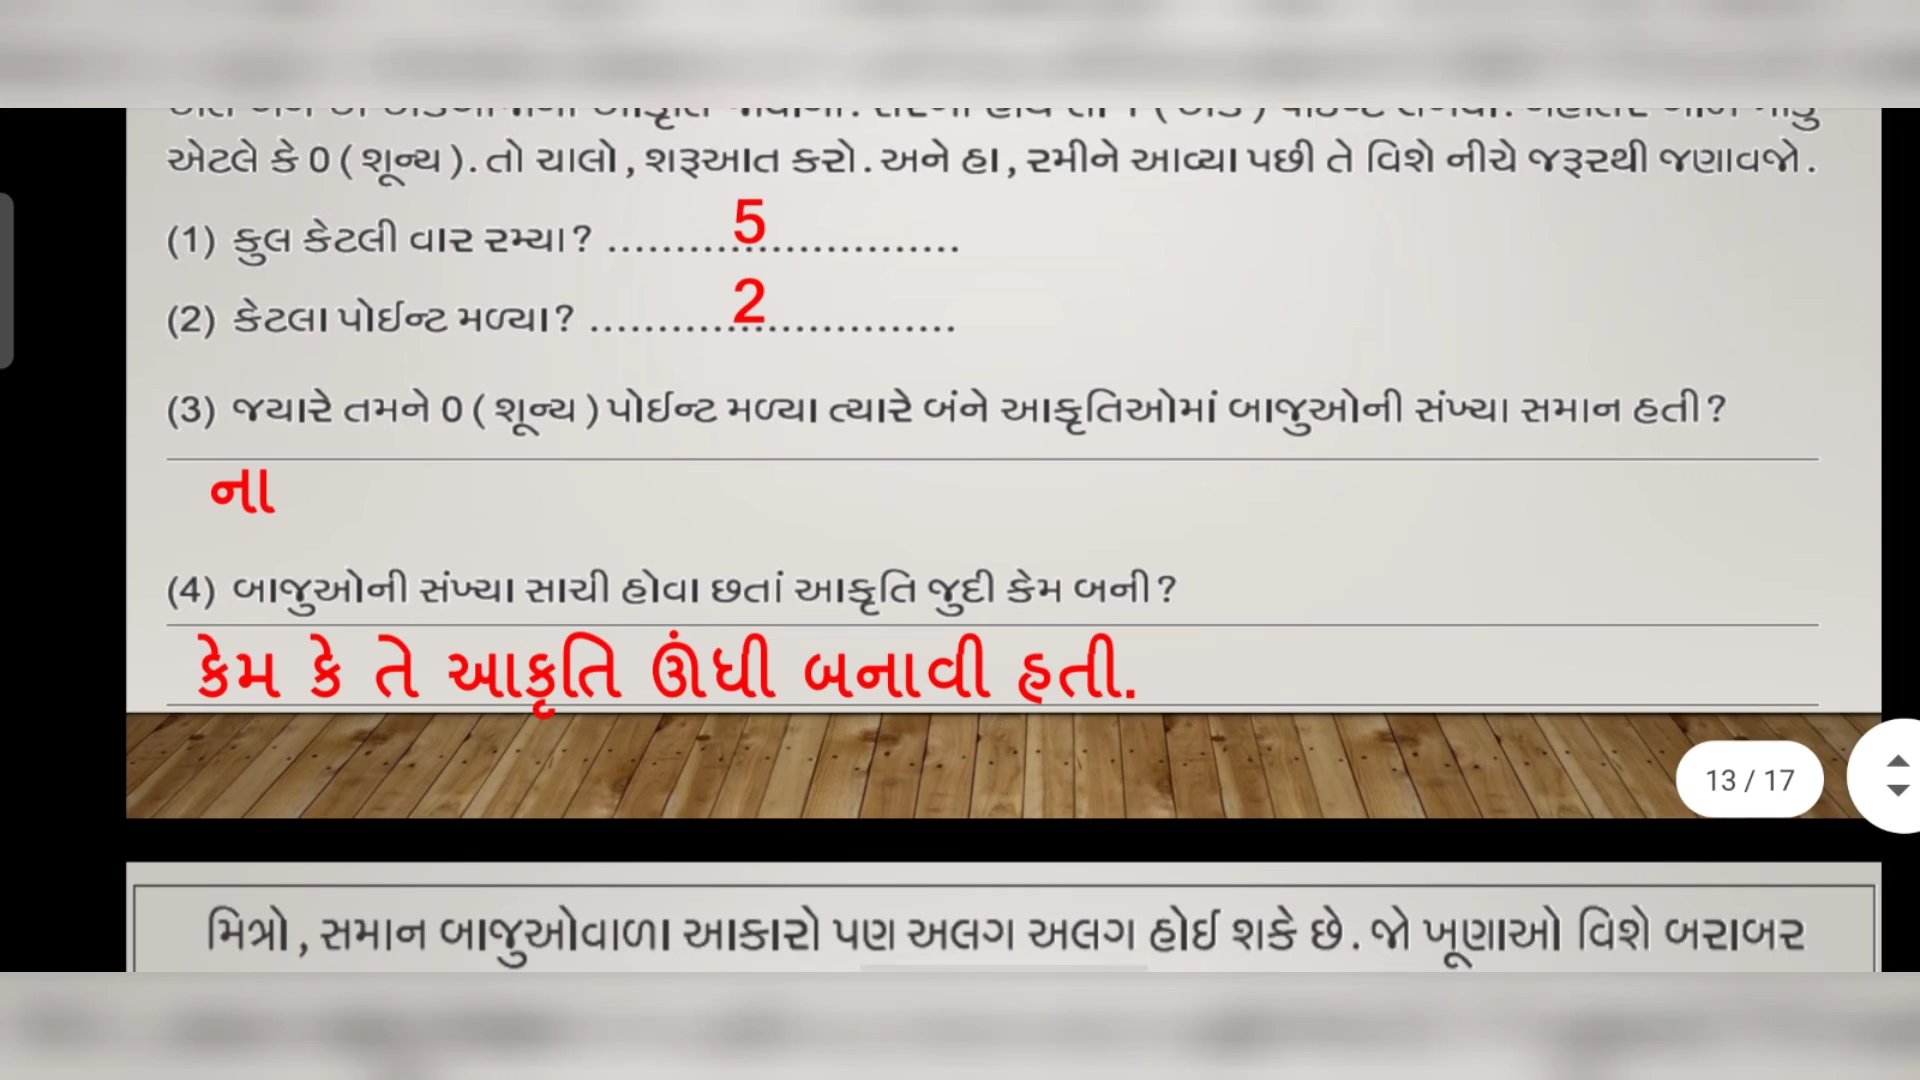 એટલે કે 0 ( શૂન્ય ). તો ચાલો , શરૂઆત કરો . અને હા , રમીને આવ્યા પછી તે વિશે નીચે જરૂરથી જણાવજો .
(1) કુલ કેટલી વાર રમ્યા? .......................... 5
(2) કેટલા પોઈન્ટ મળ્યા? ........................... 2
(3) જયારે તમને 0 ( શૂન્ય ) પોઈન્ટ મળ્યા ત્યારે બંને આકૃતિઓમાં બાજુઓની સંખ્યા સમાન હતી?
ના
(4) બાજુઓની સંખ્યા સાચી હોવા છતાં આકૃતિ જુદી કેમ બની?
કેમ કે તે આકૃતિ ઊંધી બનાવી હતી.
13 / 17
મિત્રો , સમાન બાજુઓવાળા આકારો પણ અલગ અલગ હોઈ શકે છે . જો ખૂણાઓ વિશે બરાબર